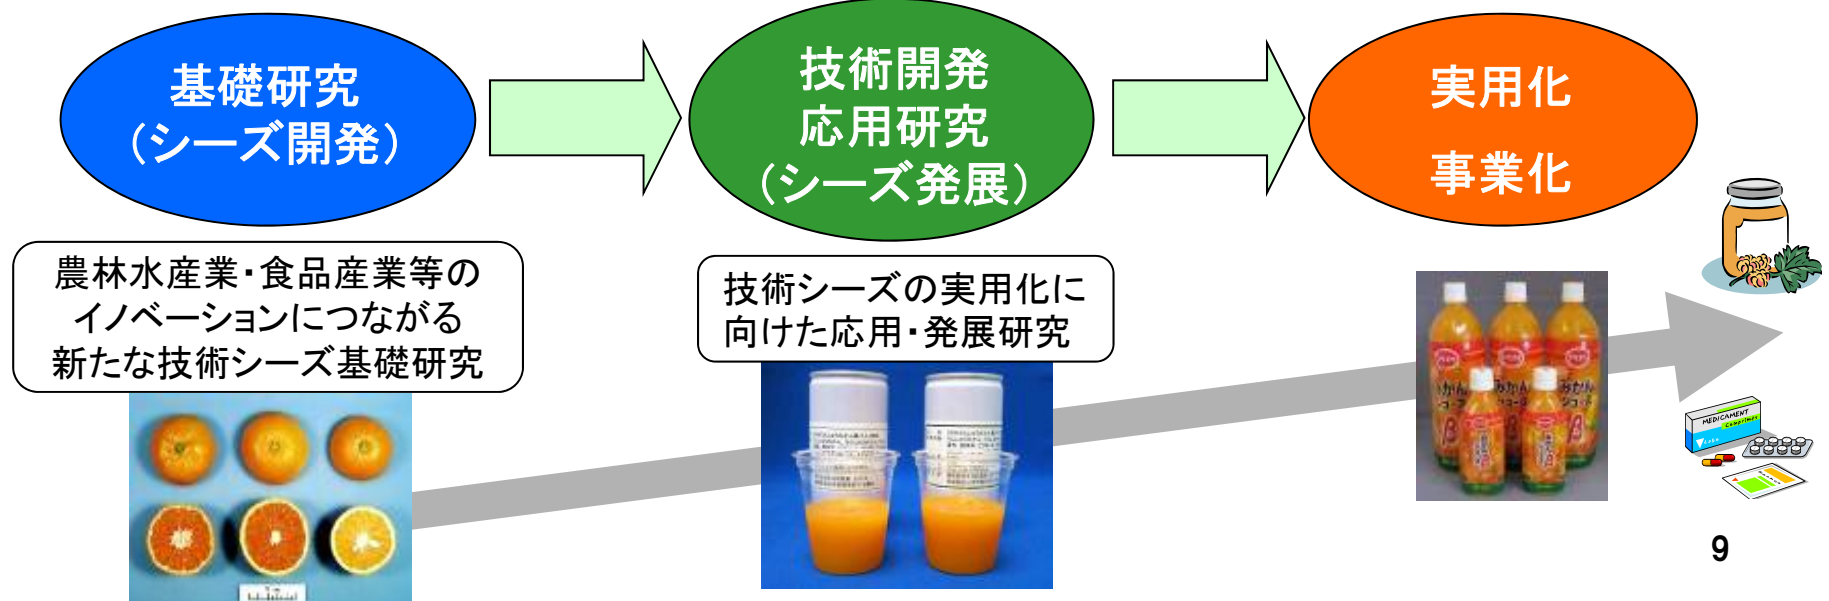 基礎研究
（シーズ開発）
技術開発
応用研究
（シーズ発展）
実用化
事業化
農林水産業・食品産業等の
イノベーションにつながる
新たな技術シーズ基礎研究
技術シーズの実用化に
向けた応用・発展研究
MEDICAMENT
Comprimes
9